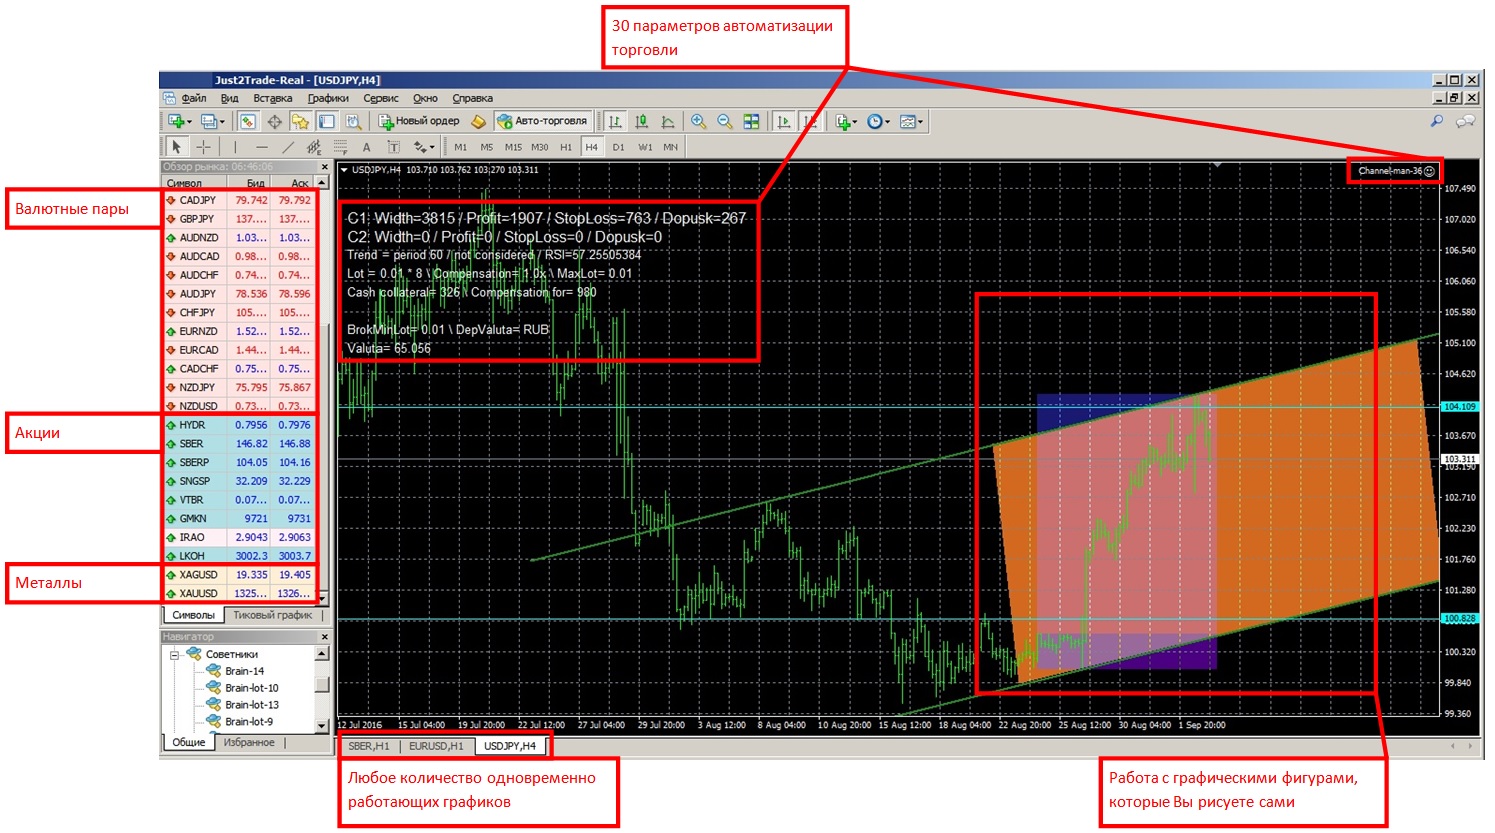 30 параметров автоматизации
торговли
Just2Trade-Real - [USDJPY,H4]
Файл Вид Вставка Графики Сервис Окно Справка
Новый ордер Авто-торговля
A T M1 M5 M15 M30 H1 H4 D1 W1 MN
Обзор рынка: 06:46:06
Символ Бид Аск
CADJPY 79.742 79.792
GBPJPY 137.... 137....
AUDNZD 1.03... 1.03...
AUDCAD 0.98... 0.98...
AUDCHF 0.74... 0.74...
AUDJPY 78.536 78.596
CHFJPY 105.... 105....
EURNZD 1.52... 1.52...
EURCAD 1.44... 1.44...
CADCHF 0.75... 0.75...
NZDJPY 75.795 75.867
NZDUSD 0.73... 0.73...
HYDR 0.7956 0.7976
SBER 146.82 146.88
SBERP 104.05 104.16
SNGSP 32.209 32.229
VTBR 0.07... 0.07...
GMKN 9721 9731
IRAO 2.9043 2.9063
LKOH 3002.3 3003.7
XAGUSD 19.335 19.405
XAUUSD 1325... 1326...
Символы Тиковый график
Валютные пары
Акции
Металлы
Навигатор
Советники
Brain-14
Brain-lot-10
Brain-lot-13
Brain-lot-9
Общие Избранное
USDJPY,H4 103.710 103.762 103.270 103.311
Channel-man-36
C1: Width=3815 / Profit=1907 / StopLoss=763 / Dopusk=267
C2: Width=0 / Profit=0 / StopLoss=0 / Dopusk=0
Trend = period 60 / not considered / RSI=57.25505384
Lot = 0.01 * 8 \ Compensation= 1.0x \ MaxLot= 0.01
Cash collateral= 326 \ Compensation for= 980
BrokMinLot= 0.01 \ DepValuta= RUB
Valuta= 65.056
107.490
107.020
106.540
106.060
105.580
105.100
104.620
104.109
103.670
103.311
103.190
102.710
102.230
101.760
101.280
100.828
100.320
99.840
99.360
12 Jul 2016 15 Jul 04:00 19 Jul 20:00 22 Jul 12:00 27 Jul 04:00 29 Jul 20:00 3 Aug 12:00 8 Aug 04:00 10 Aug 20:00 15 Aug 12:00 18 Aug 04:00 22 Aug 20:00 25 Aug 12:00 30 Aug 04:00 1 Sep 20:00
SBER,H1 EURUSD,H1 USDJPY,H4
Любое количество одновременно
работающих графиков
Работа с графическими фигурами,
которые Вы рисуете сами